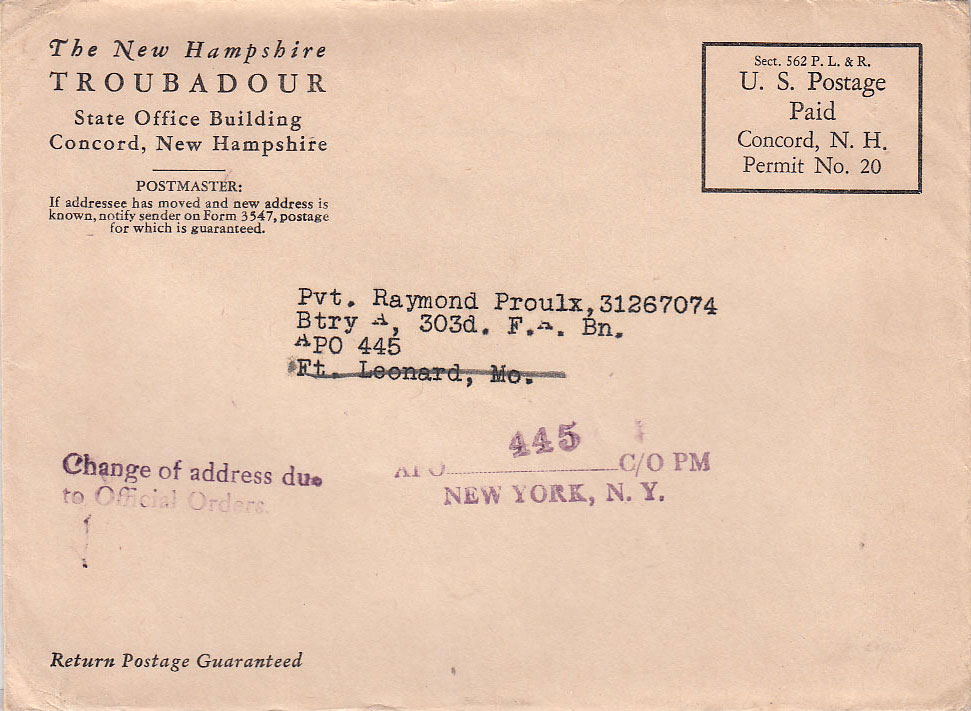 The New Hampshire
TROUBADOUR
State Office Building
Concord, New Hampshire
POSTMASTER:
If addressee has moved and new address is
known, notify sender on Form 3547, postage
for which is guaranteed.
Sect. 562 P. L. & R.
U. S. Postage
Paid
Concord, N. H.
Permit No. 20
Pvt. Raymond Proulx,31267074
Btry A, 303d. F.A. Bn.
APO 445
Ft. Leonard, Mo.
Change of address due
to Official Orders.
445
APO C/O PM
NEW YORK, N. Y.
Return Postage Guaranteed